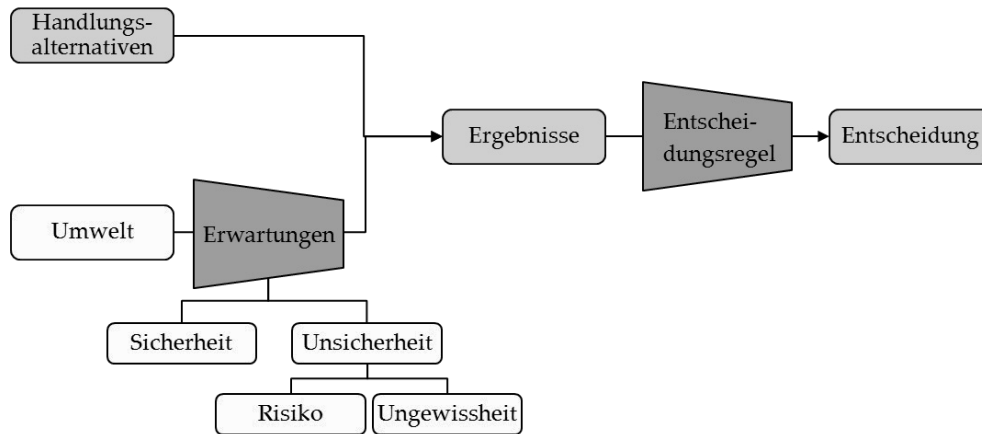 Handlungs-
alternativen
Ergebnisse
Entschei-
dungsregel
Entscheidung
Umwelt
Erwartungen
Sicherheit
Unsicherheit
Risiko
Ungewissheit